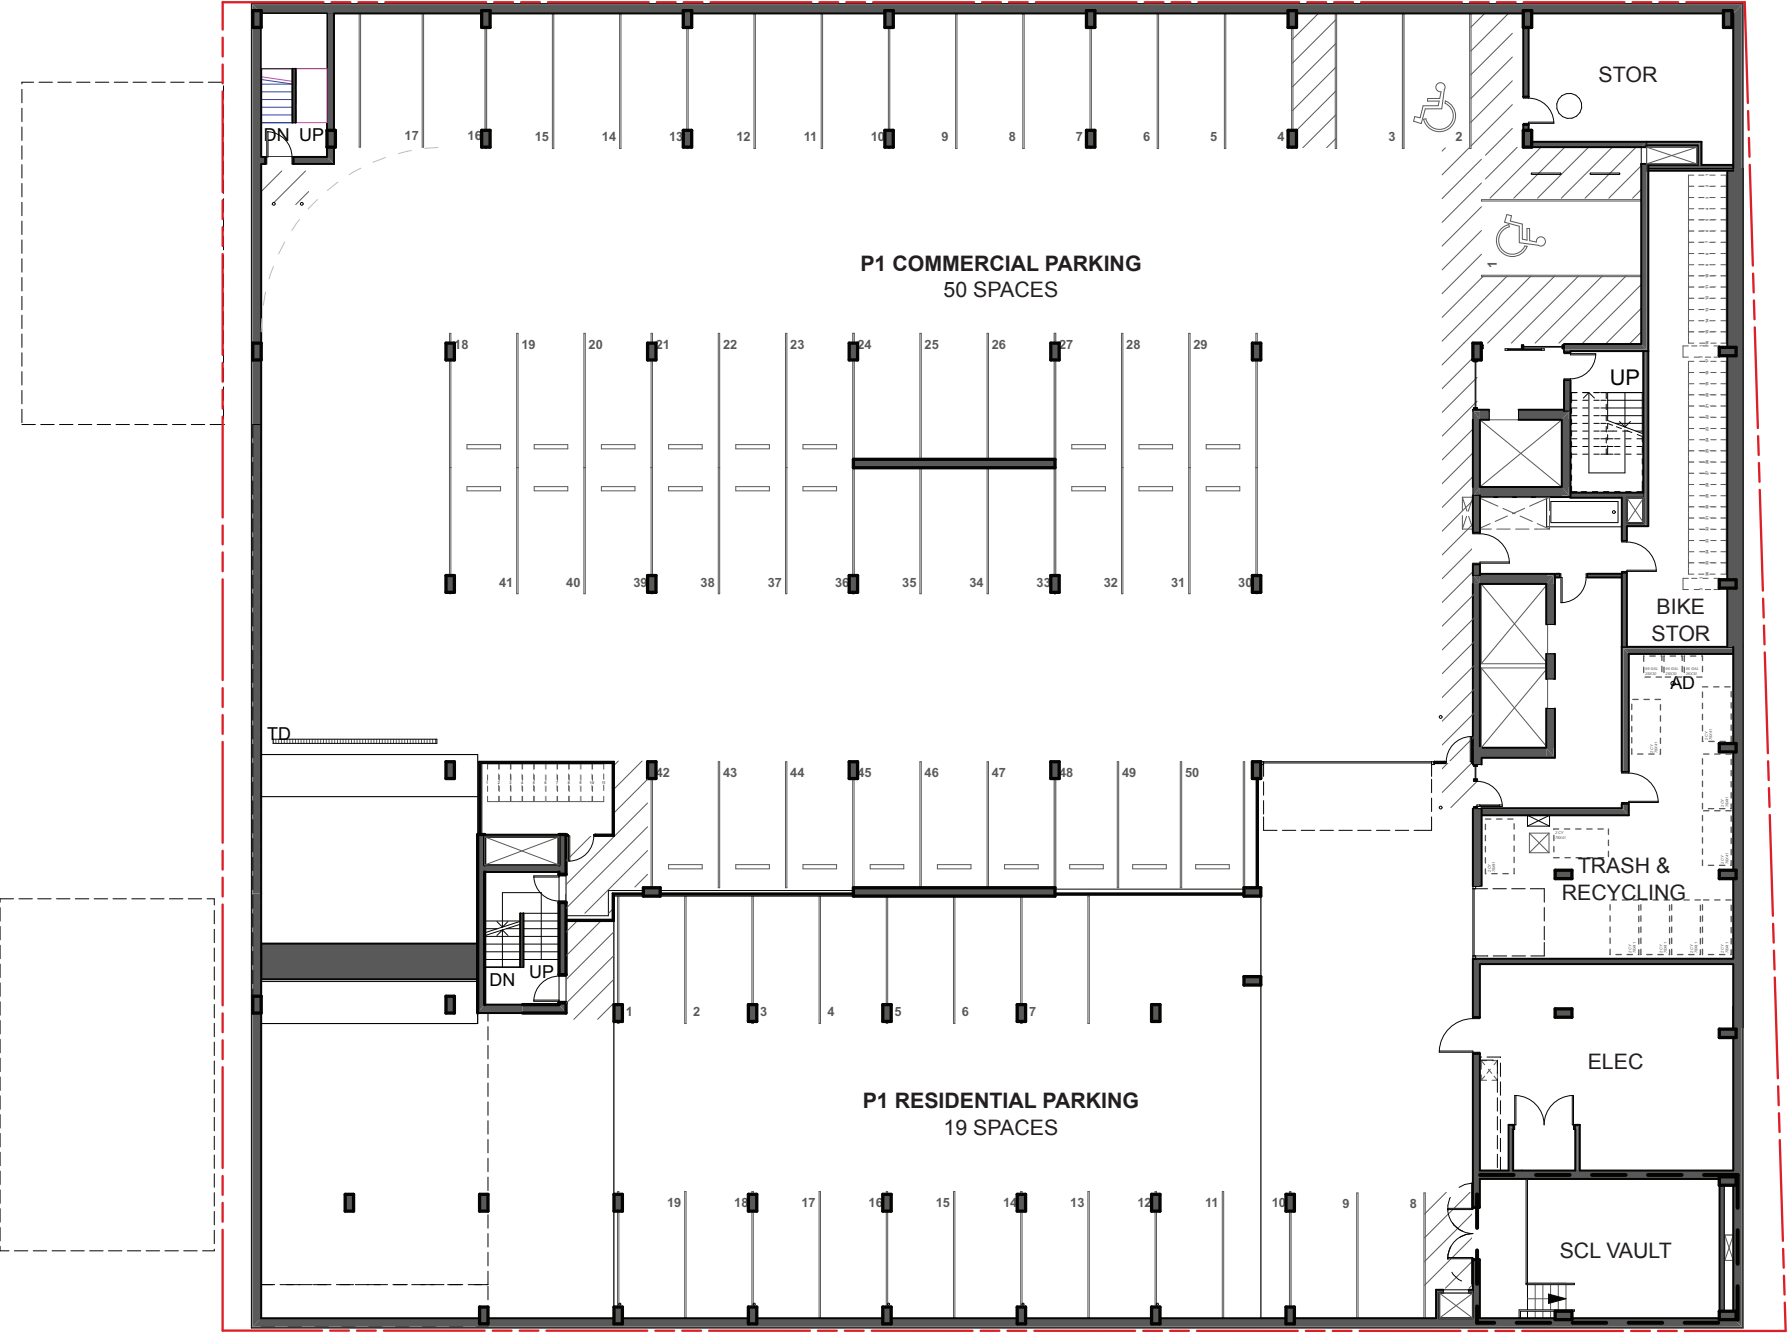 STOR
DN UP
17 16 15 14 13 12 11 10 9 8 7 6 5 4 3 2
1
P1 COMMERCIAL PARKING
50 SPACES
18 19 20 21 22 23 24 25 26 27 28 29
UP
41 40 39 38 37 36 35 34 33 32 31 30
BIKE
STOR
AD
TD
42 43 44 45 46 47 48 49 50
TRASH &
RECYCLING
DN UP
1 2 3 4 5 6 7
ELEC
P1 RESIDENTIAL PARKING
19 SPACES
19 18 17 16 15 14 13 12 11 10 9 8
SCL VAULT